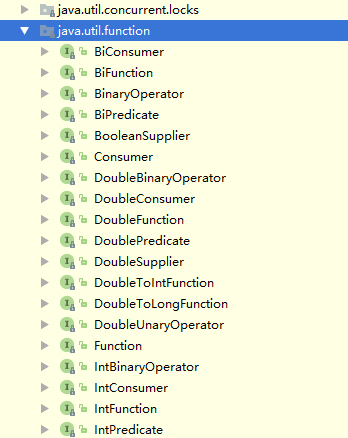 java.util.concurrent.locks
java.util.function
BiConsumer
BiFunction
BinaryOperator
BiPredicate
BooleanSupplier
Consumer
DoubleBinaryOperator
DoubleConsumer
DoubleFunction
DoublePredicate
DoubleSupplier
DoubleToIntFunction
DoubleToLongFunction
DoubleUnaryOperator
Function
IntBinaryOperator
IntConsumer
IntFunction
IntPredicate